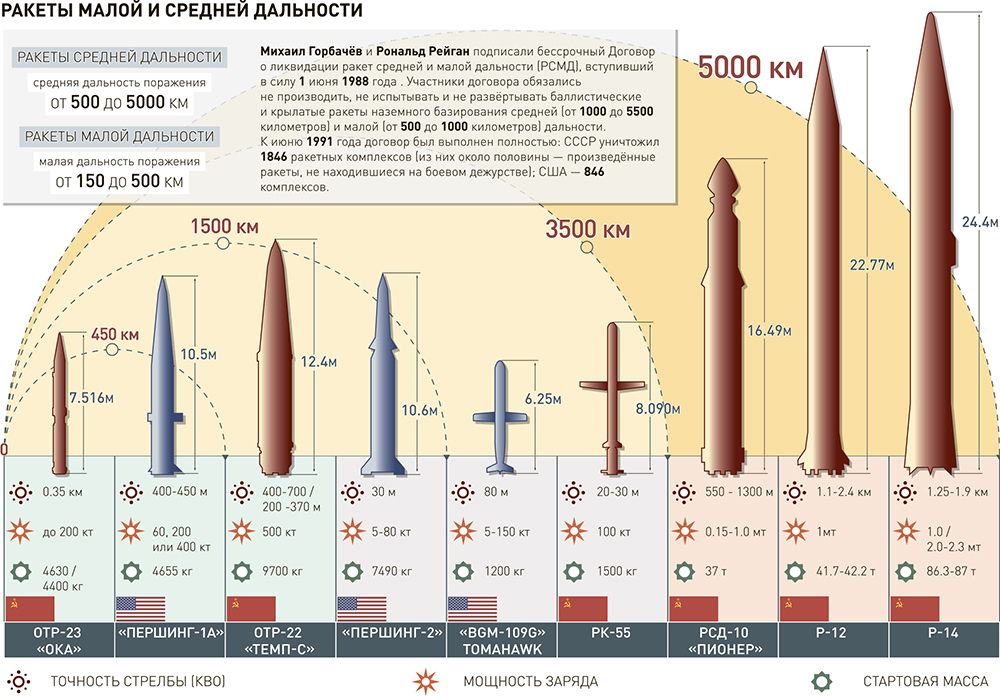 РАКЕТЫ МАЛОЙ И СРЕДНЕЙ ДАЛЬНОСТИ
РАКЕТЫ СРЕДНЕЙ ДАЛЬНОСТИ
средняя дальность поражения
ОТ 500 ДО 5000 КМ
РАКЕТЫ МАЛОЙ ДАЛЬНОСТИ
малая дальность поражения
ОТ 150 ДО 500 КМ
Михаил Горбачёв и Рональд Рейган подписали бессрочный Договор
о ликвидации ракет средней и малой дальности (РСМД), вступивший
в силу 1 июня 1988 года . Участники договора обязались
не производить, не испытывать и не развёртывать баллистические
и крылатые ракеты наземного базирования средней (от 1000 до 5500
километров) и малой (от 500 до 1000 километров) дальности.
К июню 1991 года договор был выполнен полностью: СССР уничтожил
1846 ракетных комплексов (из них около половины — произведённые
ракеты, не находившиеся на боевом дежурстве); США — 846
комплексов.
5000 КМ
3500 КМ
1500 КМ
450 КМ
0
7.516м
10.5м
12.4м
10.6м
6.25м
8.090м
16.49м
22.77м
24.4м
0.35 км
400-450 м
400-700 /
200 -370 м
30 м
80 м
20-30 м
550 - 1300 м
1.1-2.4 км
1.25-1.9 км
до 200 кт
60, 200
или 400 кт
500 кт
5-80 кт
5-150 кт
100 кт
0.15-1.0 мт
1мт
1.0 /
2.0-2.3 мт
4630 /
4400 кг
4655 кг
9700 кг
7490 кг
1200 кг
1500 кг
37 т
41.7-42.2 т
86.3-87 т
ОТР-23
«ОКА»
«ПЕРШИНГ-1А»
ОТР-22
«ТЕМП-С»
«ПЕРШИНГ-2»
«BGM-109G»
TOMAHAWK
РК-55
РСД-10
«ПИОНЕР»
Р-12
Р-14
ТОЧНОСТЬ СТРЕЛБЫ (КВО)
МОЩНОСТЬ ЗАРЯДА
СТАРТОВАЯ МАССА